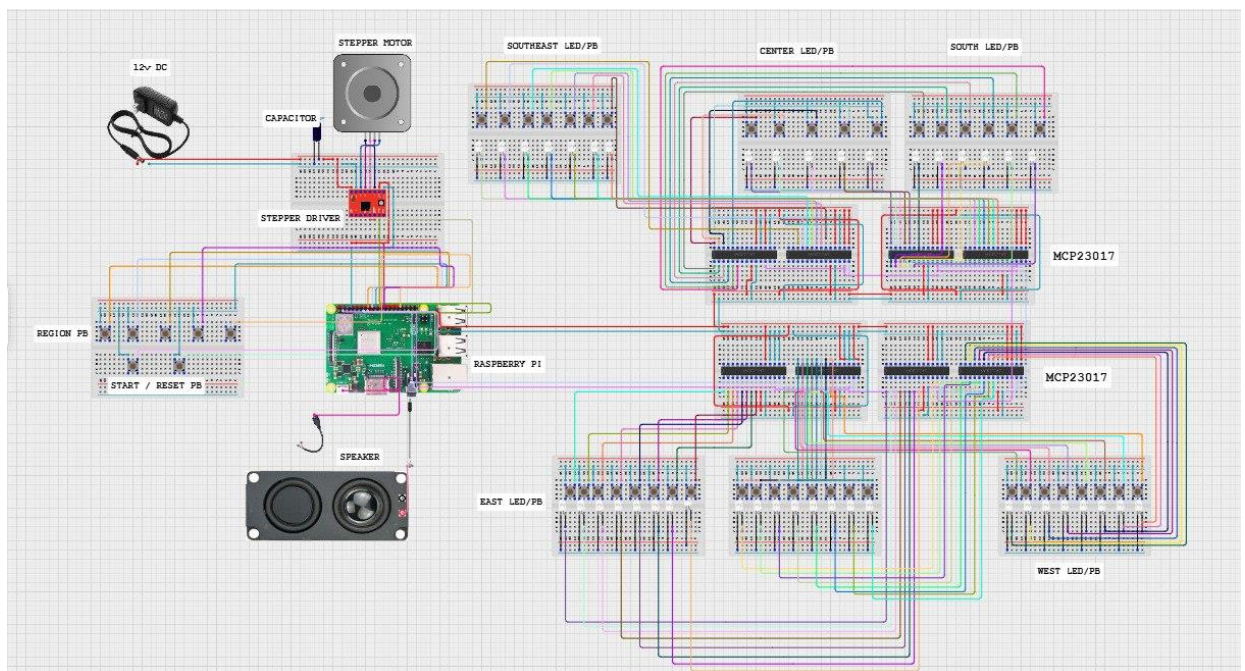 STEPPER MOTOR
SOUTHEAST LED/PB
CENTER LED/PB
SOUTH LED/PB
12v DC
CAPACITOR
STEPPER DRIVER
MCP23017
REGION PB
START / RESET PB
RASPBERRY PI
MCP23017
SPEAKER
EAST LED/PB
WEST LED/PB